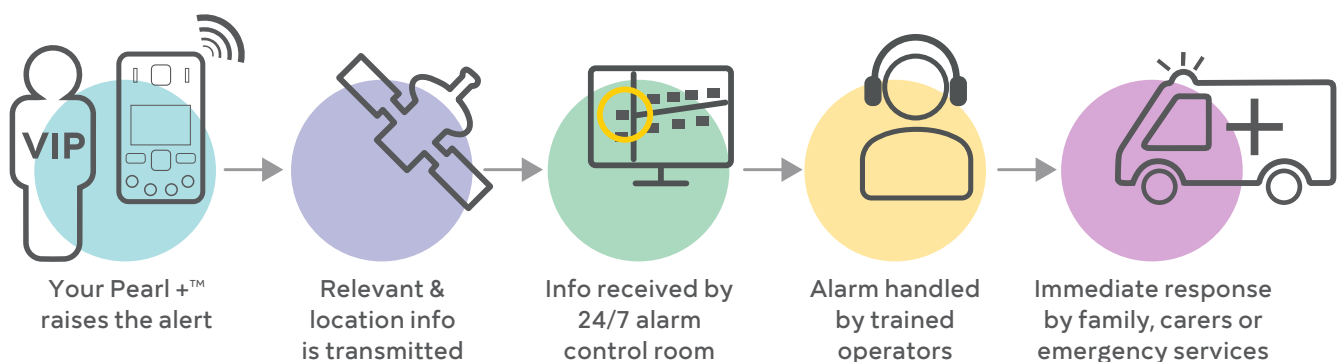 VIP
Your Pearl +™
raises the alert
Relevant &
location info
is transmitted
Info received by
24/7 alarm
control room
Alarm handled
by trained
operators
Immediate response
by family, carers or
emergency services